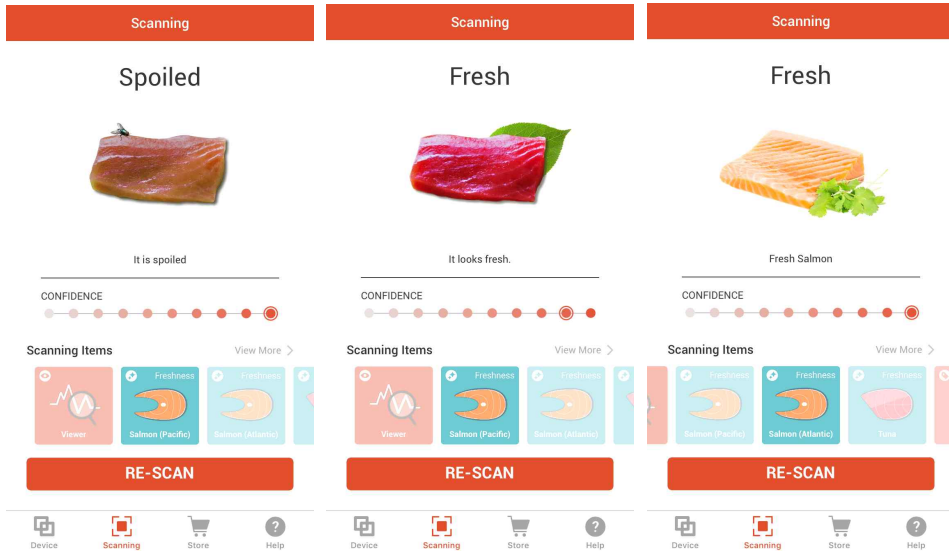 Scanning
Spoiled
It is spoiled
CONFIDENCE
Scanning Items
View More
Viewer
Freshness
Salmon (Pacific)
Freshness
Salmon (Atlantic)
RE-SCAN
Device
Scanning
Store
Help
Scanning
Fresh
It looks fresh.
CONFIDENCE
Scanning Items
View More
Viewer
Freshness
Salmon (Pacific)
Freshness
Salmon (Atlantic)
RE-SCAN
Device
Scanning
Store
Help
Scanning
Fresh
Fresh Salmon
CONFIDENCE
Scanning Items
View More
Freshness
Salmon (Pacific)
Freshness
Salmon (Atlantic)
Freshness
Tuna
RE-SCAN
Device
Scanning
Store
Help